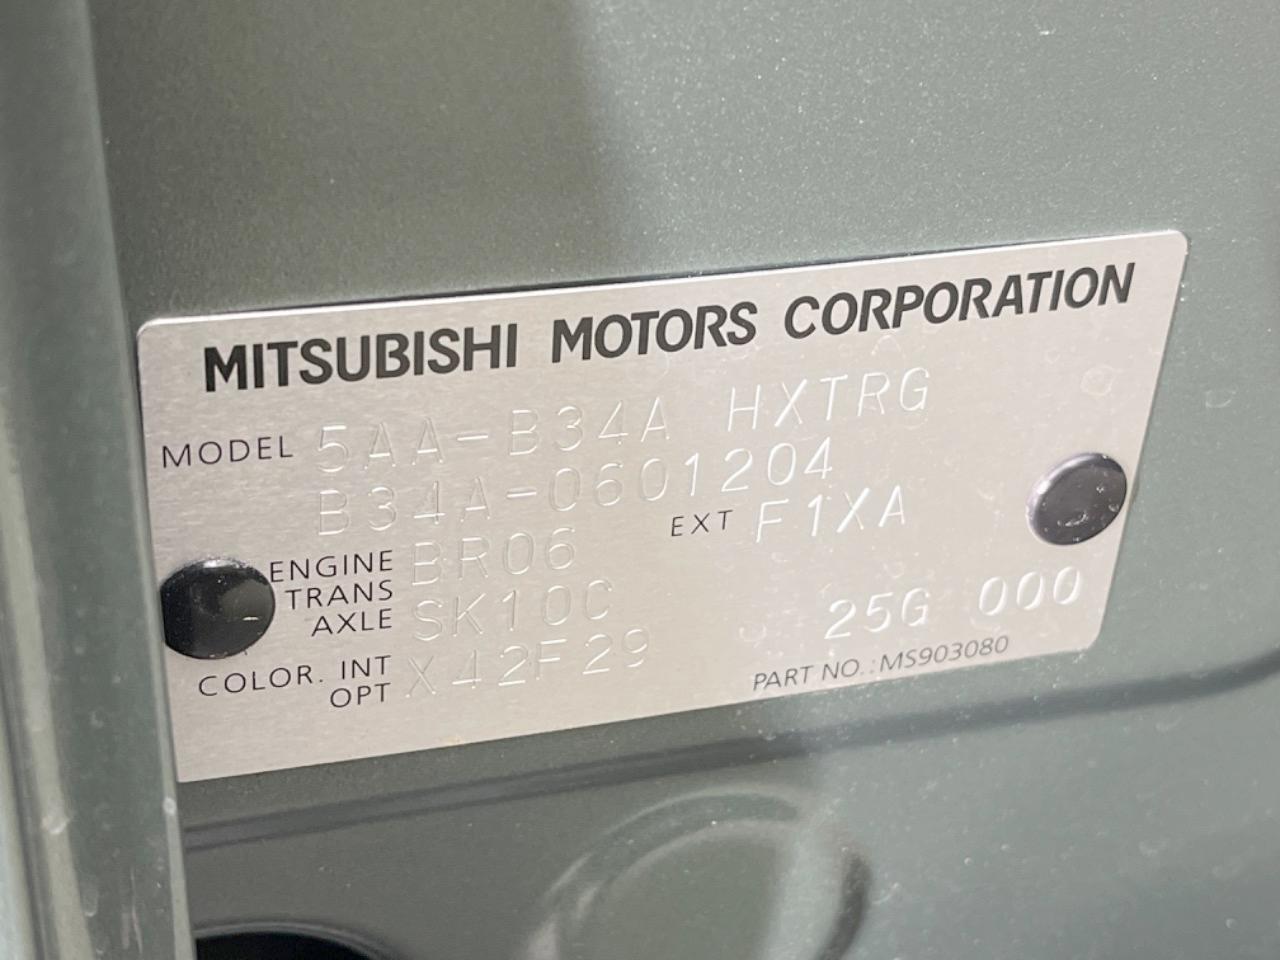 MITSUBISHI MOTORS CORPORATION
MODEL 5AA-B34A HXTRG
B34A-0601204
ENGINE BR06 EXT F1XA
TRANS
AXLE SK10C
25G 000
COLOR. INT X42F29
OPT
PART NO.:MS903080